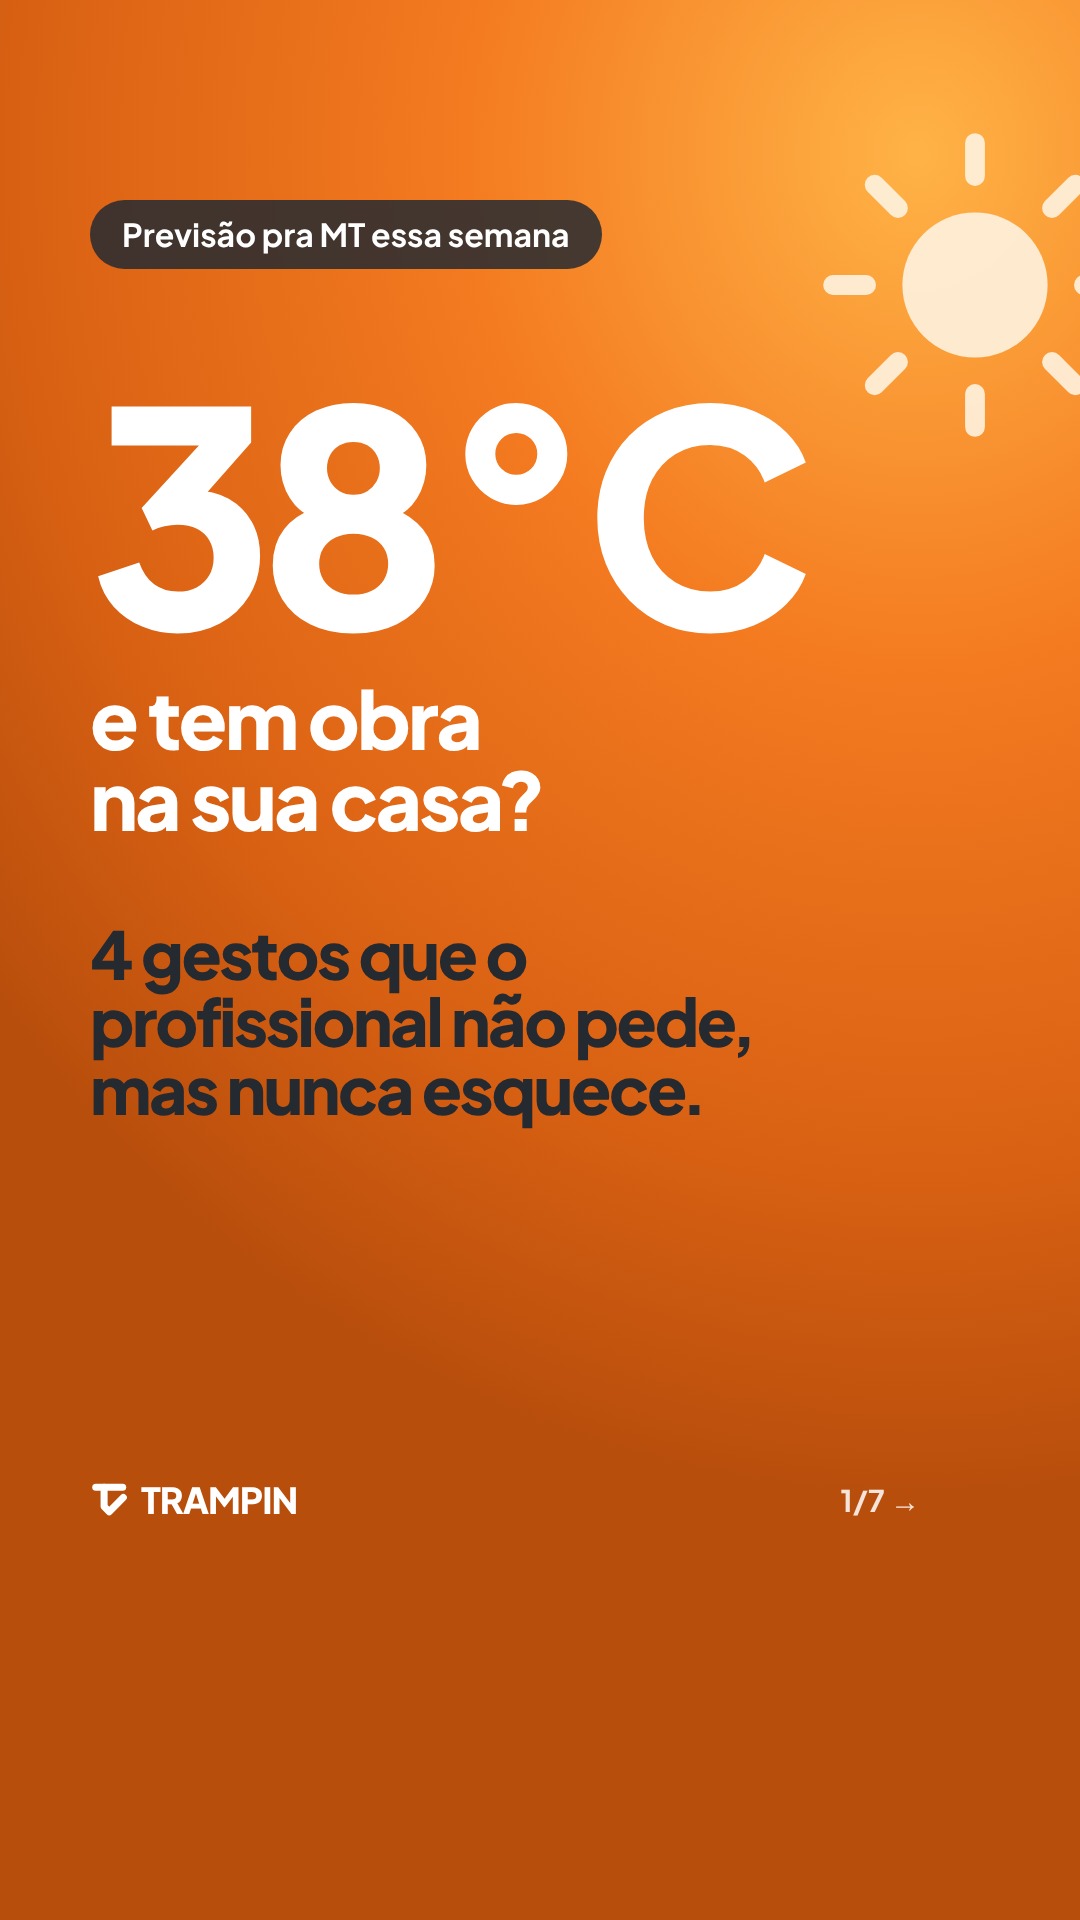 Previsão pra MT essa semana
38°C
e tem obra
na sua casa?
4 gestos que o
profissional não pede,
mas nunca esquece.
TRAMPIN
1/7 →